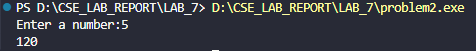 PS D:\CSE_LAB_REPORT\LAB_7> D:\CSE_LAB_REPORT\LAB_7\problem2.exe
Enter a number:5
120